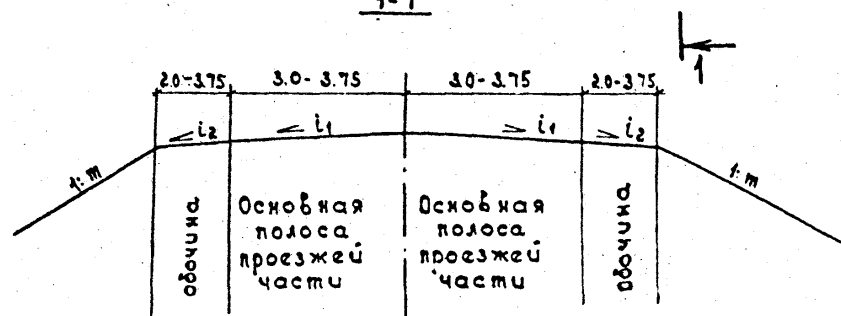 1-1
1
2.0-3.75 3.0-3.75 3.0-3.75 2.0-3.75
i2 i1 i1 i2
1:m 1:m
обочина
Основная
полоса
проезжей
части
Основная
полоса
проезжей
части
обочина